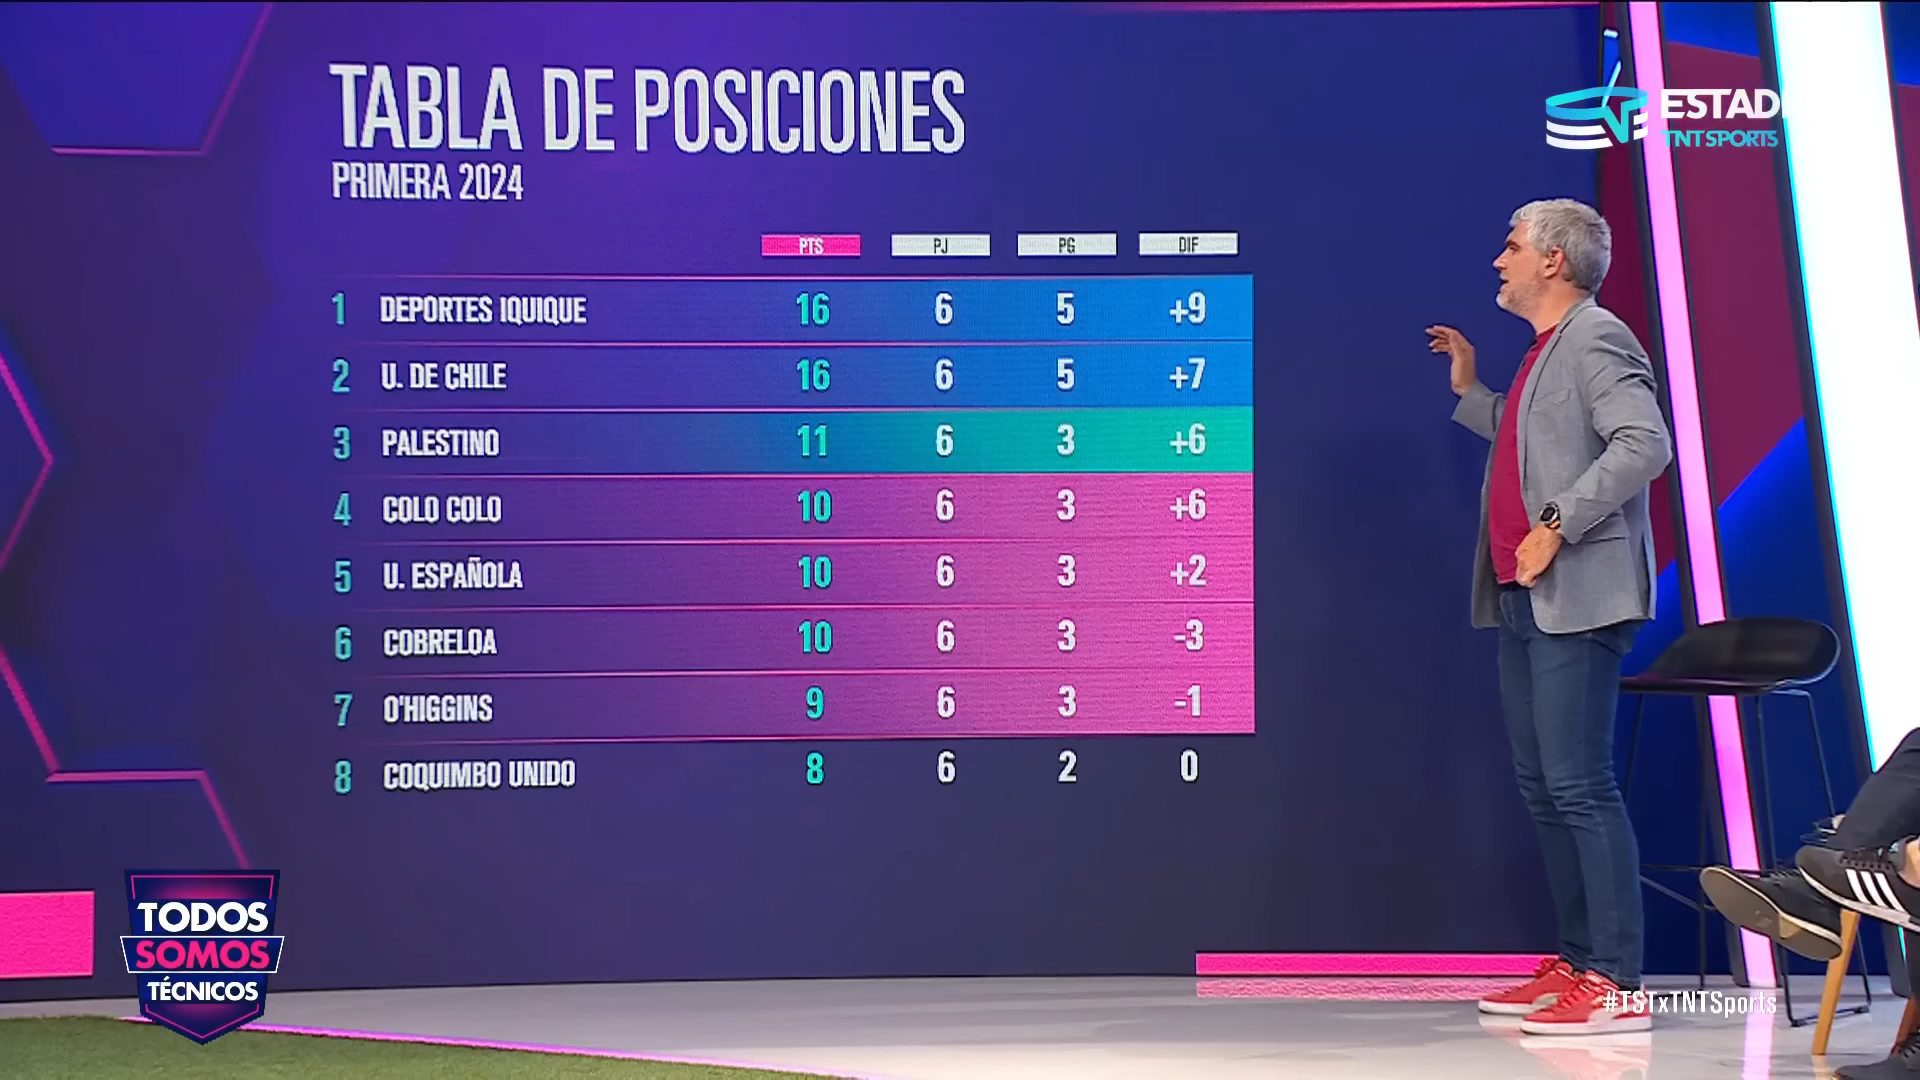 TABLA DE POSICIONES
PRIMERA 2024
PTS PJ PG DIF
1 DEPORTES IQUIQUE 16 6 5 +9
2 U. DE CHILE 16 6 5 +7
3 PALESTINO 11 6 3 +6
4 COLO COLO 10 6 3 +6
5 U. ESPAÑOLA 10 6 3 +2
6 COBRELOA 10 6 3 -3
7 O'HIGGINS 9 6 3 -1
8 COQUIMBO UNIDO 8 6 2 0
ESTAD
TNT SPORTS
TODOS
SOMOS
TÉCNICOS
#TSTxTNTSports